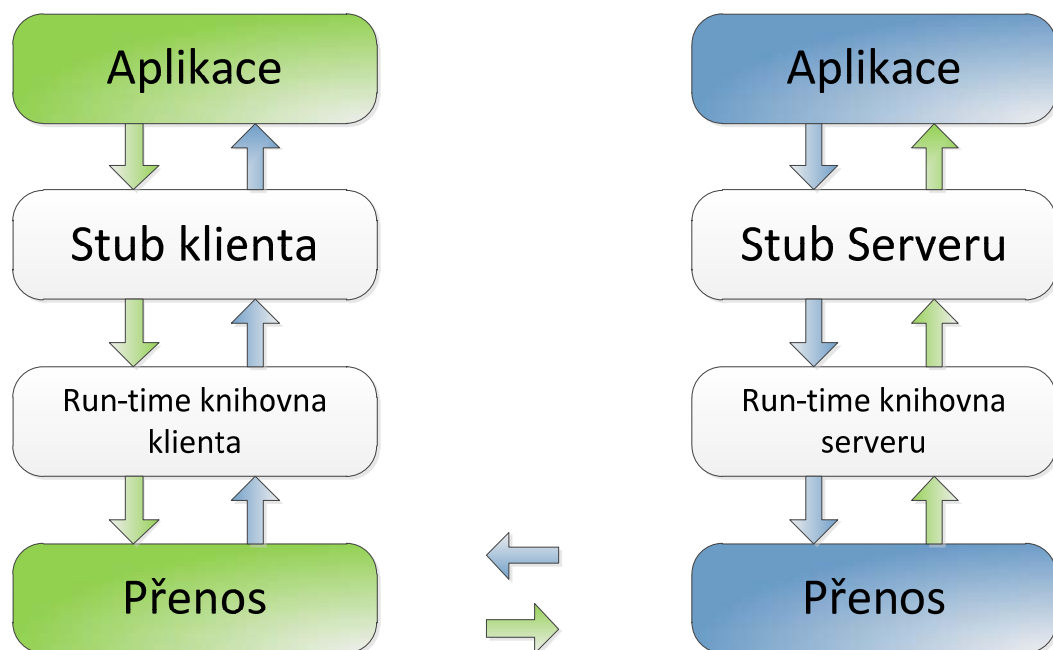 Aplikace
Stub klienta
Run-time knihovna
klienta
Přenos
Aplikace
Stub Serveru
Run-time knihovna
serveru
Přenos